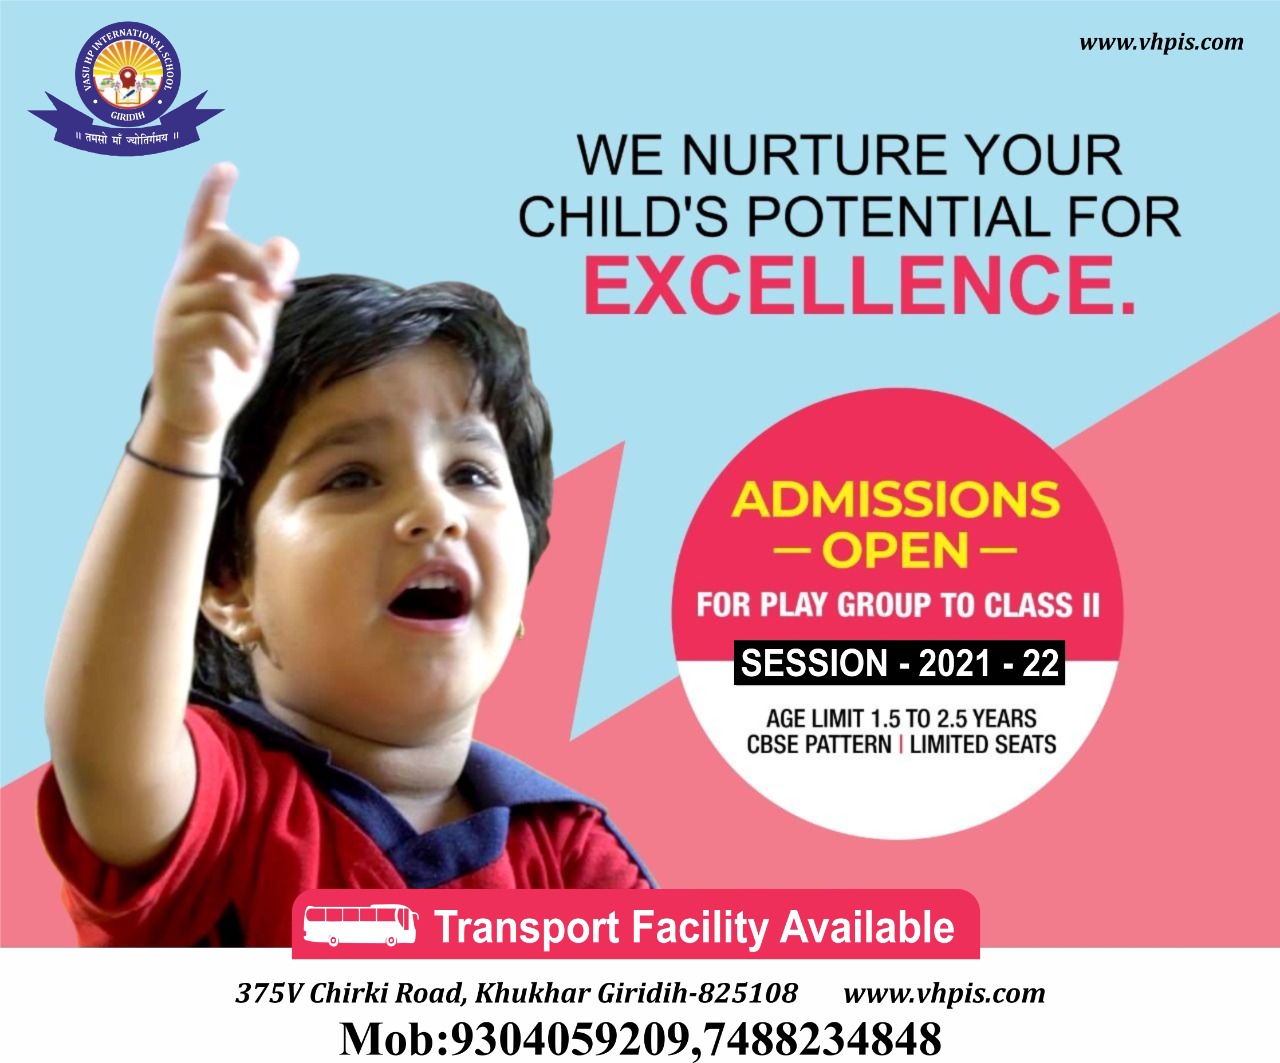 VASU HP INTERNATIONAL SCHOOL
GIRIDIH
॥ तमसो माँ ज्योतिर्गमय ॥
www.vhpis.com
WE NURTURE YOUR
CHILD'S POTENTIAL FOR
EXCELLENCE.
ADMISSIONS
OPEN
FOR PLAY GROUP TO CLASS II
SESSION - 2021 - 22
AGE LIMIT 1.5 TO 2.5 YEARS
CBSE PATTERN | LIMITED SEATS
Transport Facility Available
375V Chirki Road, Khukhar Giridih-825108 www.vhpis.com
Mob:9304059209,7488234848